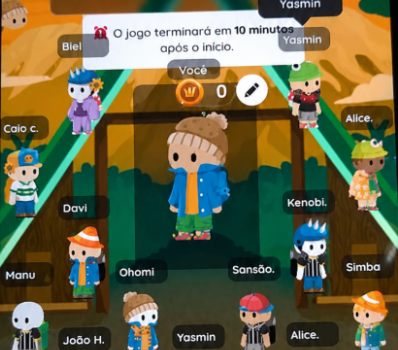 Yasmin
O jogo terminará em 10 minutos
após o início.
Biel
Yasmin
Você
0
Caio c.
Alice.
Davi
Kenobi.
Manu
Ohomi
Sansão.
Simba
João H.
Yasmin
Alice.